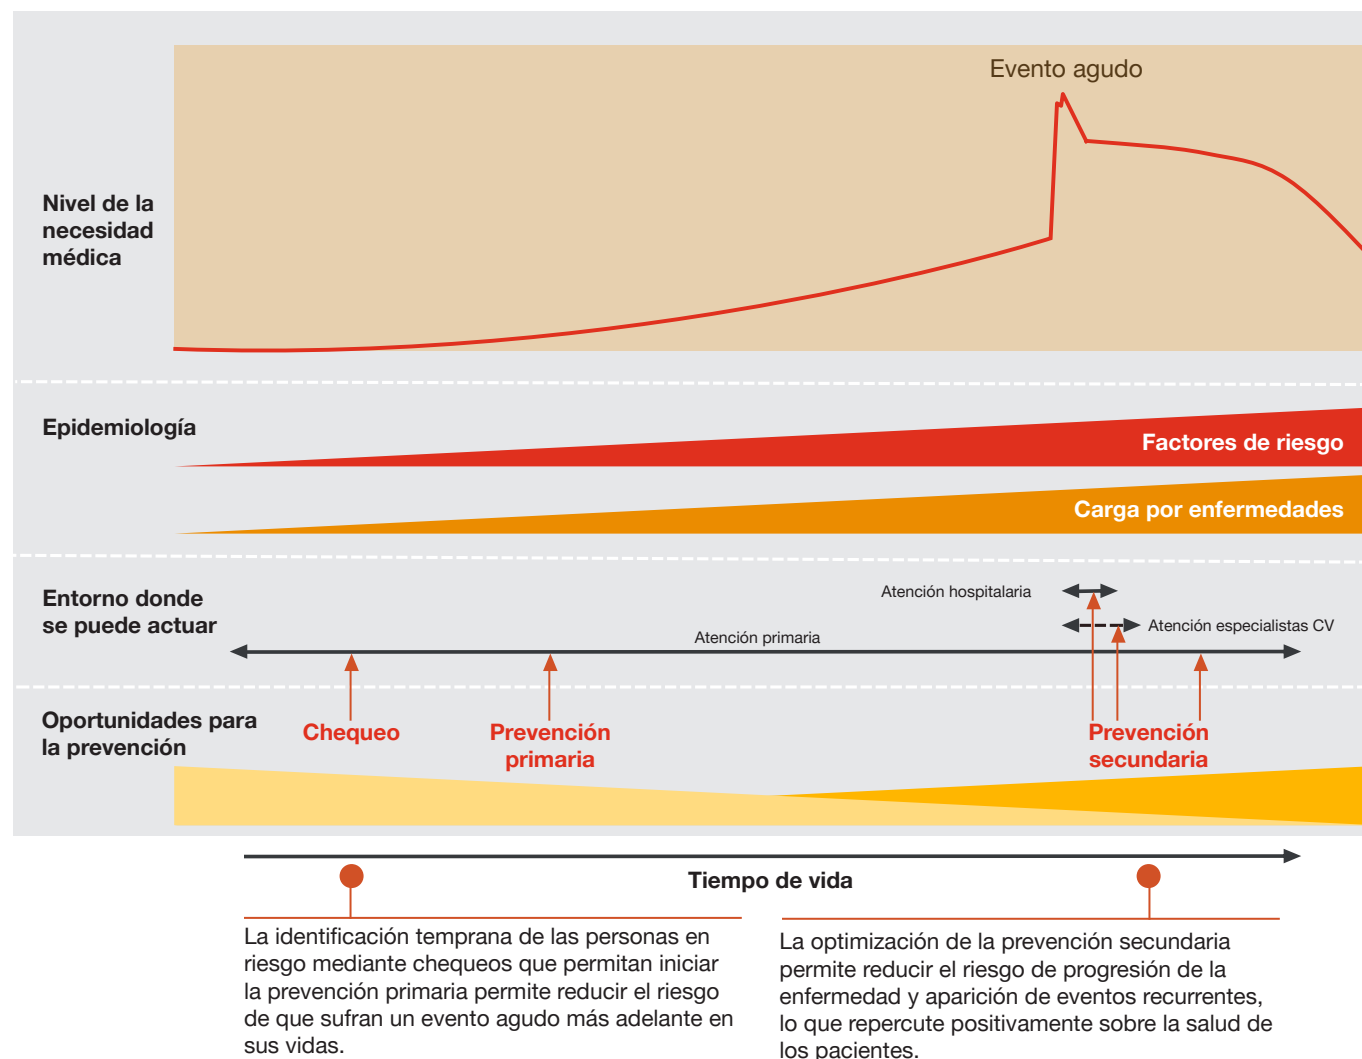 Evento agudo
Nivel de la
necesidad
médica
Epidemiología
Factores de riesgo
Carga por enfermedades
Entorno donde
se puede actuar
Atención hospitalaria
Atención especialistas CV
Atención primaria
Oportunidades para
la prevención
Chequeo
Prevención
primaria
Prevención
secundaria
Tiempo de vida
La identificación temprana de las personas en
riesgo mediante chequeos que permitan iniciar
la prevención primaria permite reducir el riesgo
de que sufran un evento agudo más adelante en
sus vidas.
La optimización de la prevención secundaria
permite reducir el riesgo de progresión de la
enfermedad y aparición de eventos recurrentes,
lo que repercute positivamente sobre la salud de
los pacientes.